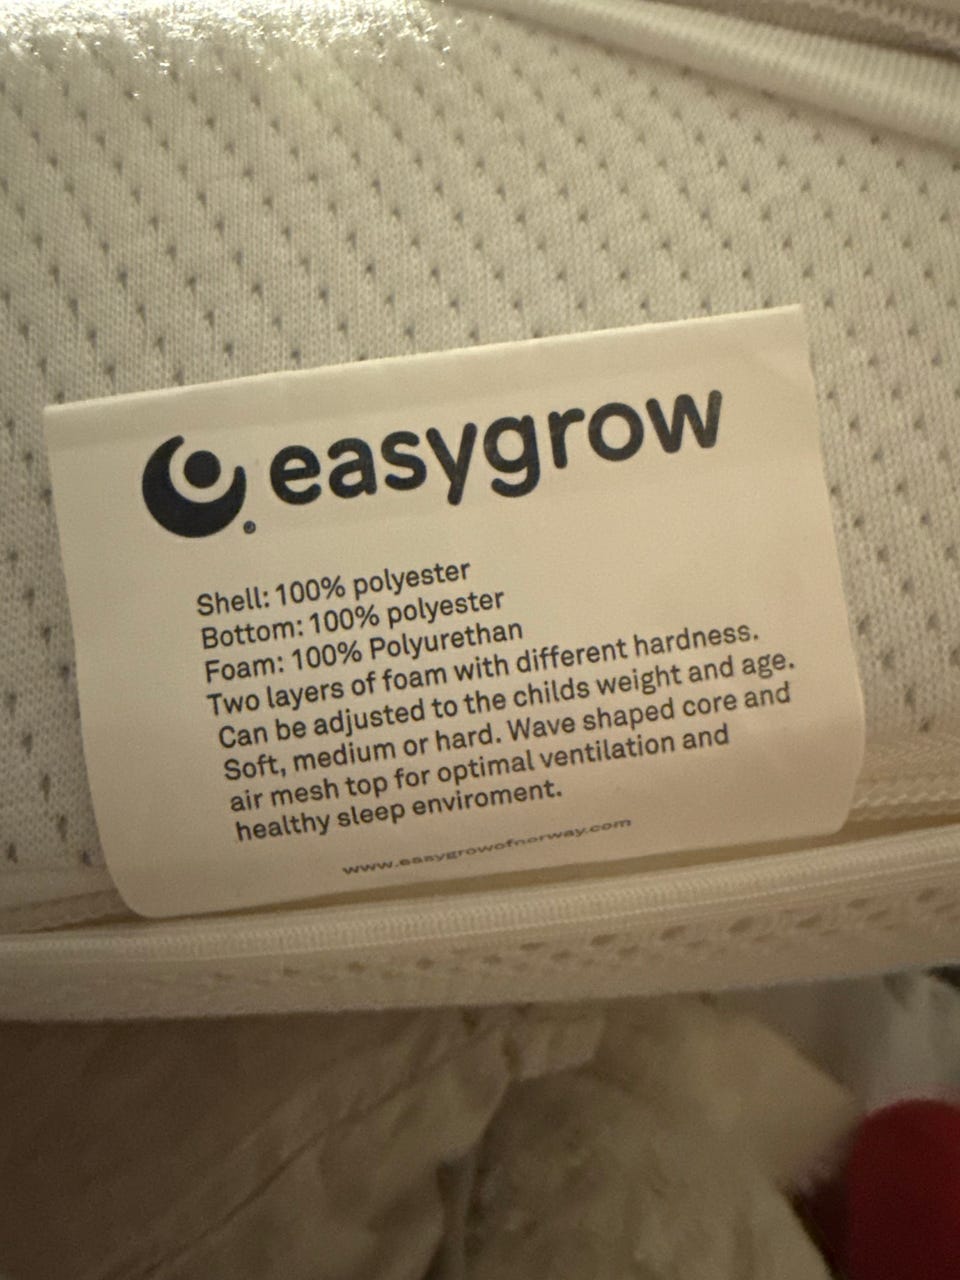 easygrow
Shell: 100% polyester
Bottom: 100% polyester
Foam: 100% Polyurethan
Two layers of foam with different hardness.
Can be adjusted to the childs weight and age.
Soft, medium or hard. Wave shaped core and
air mesh top for optimal ventilation and
healthy sleep enviroment.
www.easygrowofnorway.com